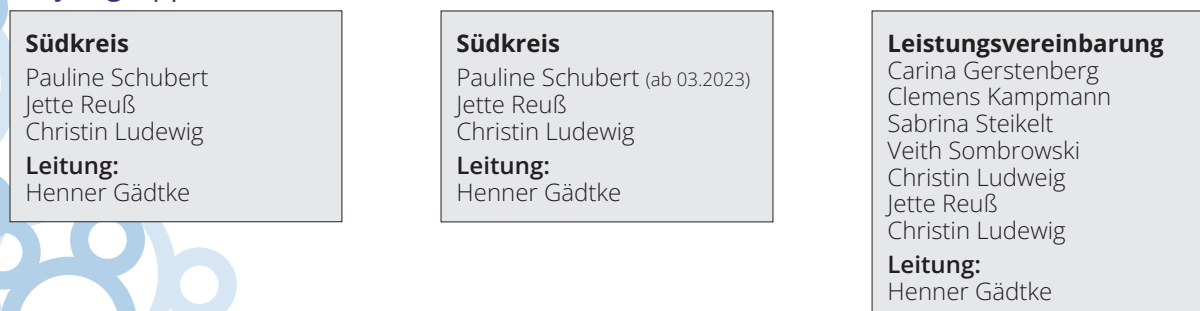 Südkreis
Pauline Schubert
Jette Reuß
Christin Ludewig
Leitung:
Henner Gädtke
Südkreis
Pauline Schubert (ab 03.2023)
Jette Reuß
Christin Ludewig
Leitung:
Henner Gädtke
Leistungsvereinbarung
Carina Gerstenberg
Clemens Kampmann
Sabrina Steikelt
Veith Sombrowski
Christin Ludweig
Jette Reuß
Christin Ludewig
Leitung:
Henner Gädtke